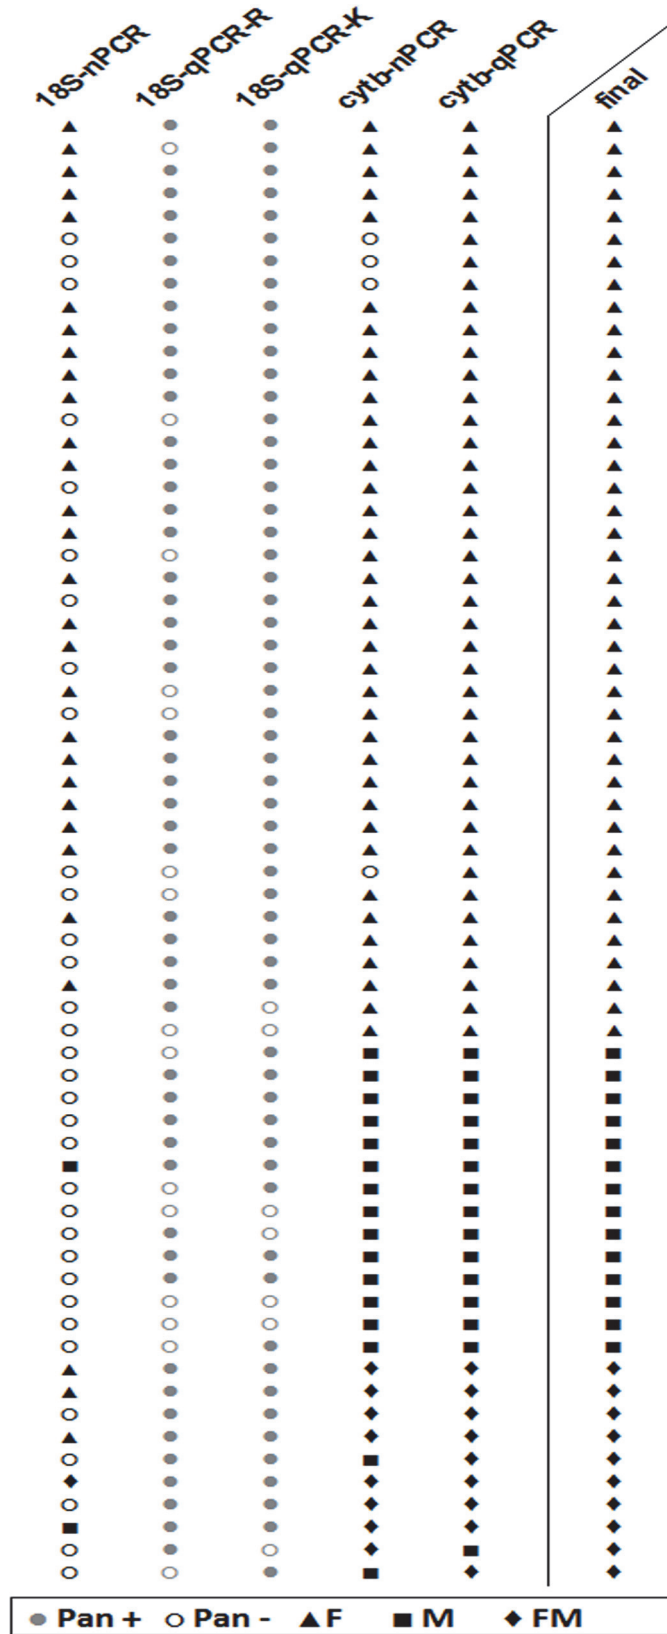 18S-nPCR
18S-qPCR-R
18S-qPCR-K
cytb-nPCR
cytb-qPCR
final
Pan + Pan - F M FM